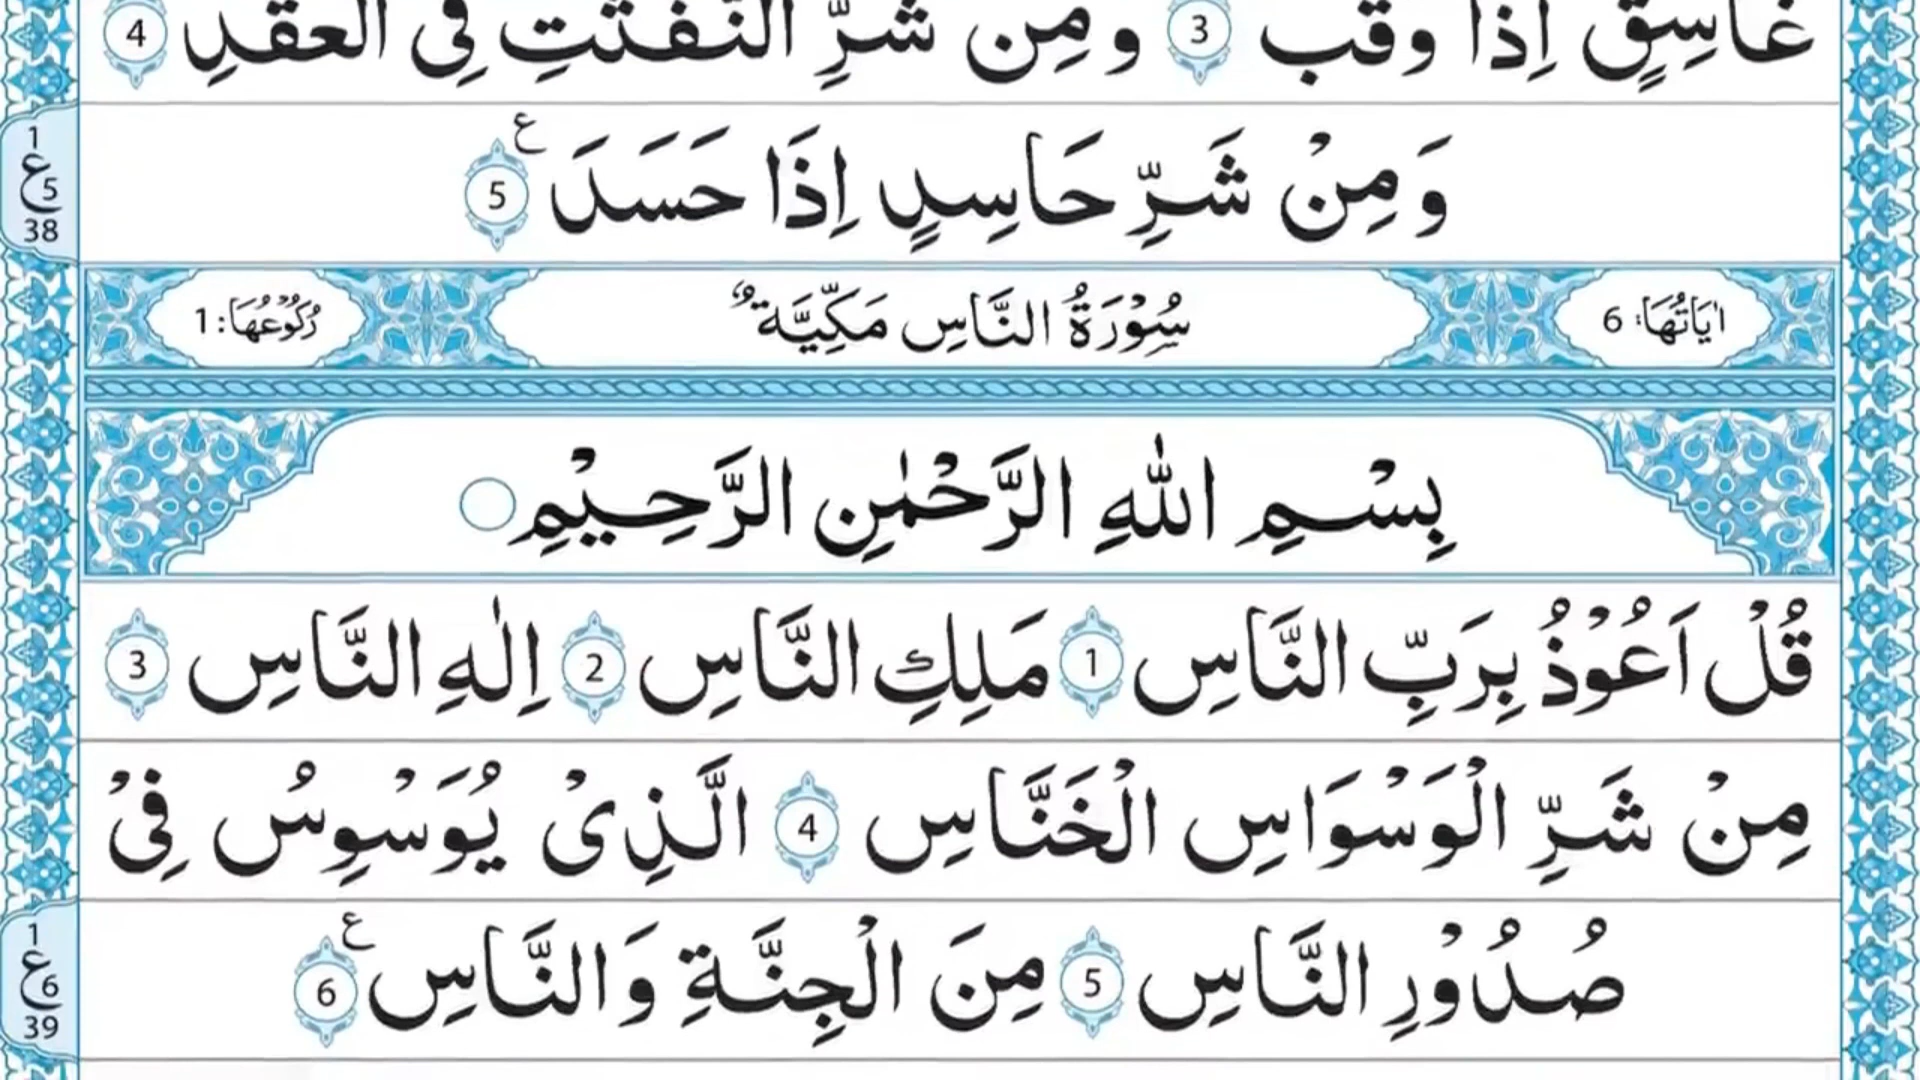 غَاسِقٍ اِذَا وَقَبَ 3 وَمِنْ شَرِّ النَّفّٰثٰتِ فِى الْعُقَدِ 4
وَمِنْ شَرِّ حَاسِدٍ اِذَا حَسَدَ ع 5
1
ع 5
38
اٰيَاتُهَا: 6 سُوْرَةُ النَّاسِ مَكِّيَّةٌ رُكُوْعُهَا: 1
بِسْمِ اللّٰهِ الرَّحْمٰنِ الرَّحِيْمِ
قُلْ اَعُوْذُ بِرَبِّ النَّاسِ 1 مَلِكِ النَّاسِ 2 اِلٰهِ النَّاسِ 3
مِنْ شَرِّ الْوَسْوَاسِ الْخَنَّاسِ 4 الَّذِىْ يُوَسْوِسُ فِىْ
صُدُوْرِ النَّاسِ 5 مِنَ الْجِنَّةِ وَالنَّاسِ ع 6
1
ع 6
39